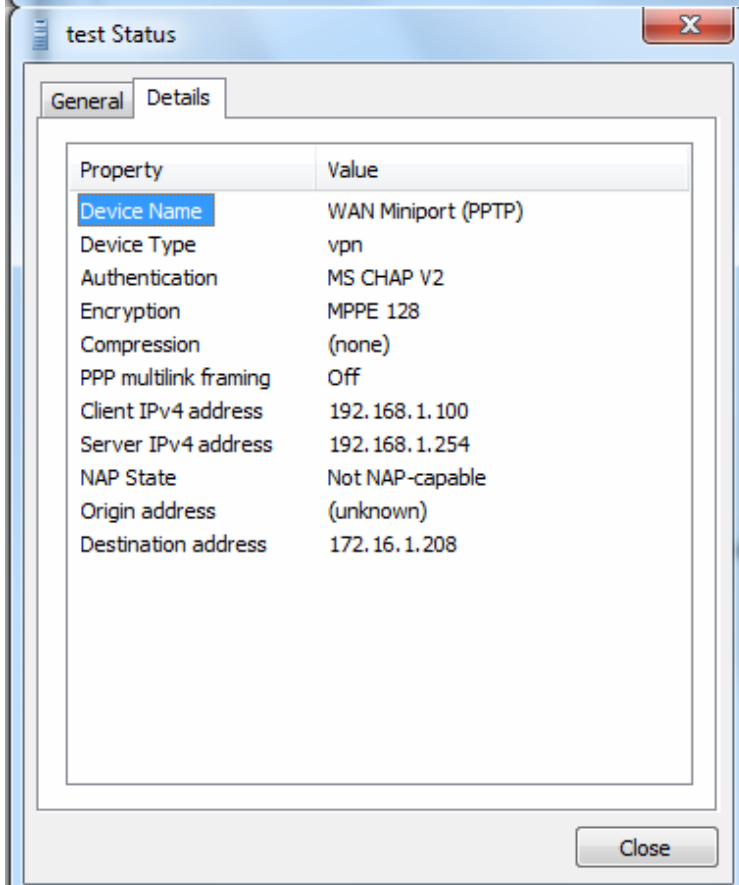 test Status
General Details
Property Value
Device Name WAN Miniport (PPTP)
Device Type vpn
Authentication MS CHAP V2
Encryption MPPE 128
Compression (none)
PPP multilink framing Off
Client IPv4 address 192.168.1.100
Server IPv4 address 192.168.1.254
NAP State Not NAP-capable
Origin address (unknown)
Destination address 172.16.1.208
Close